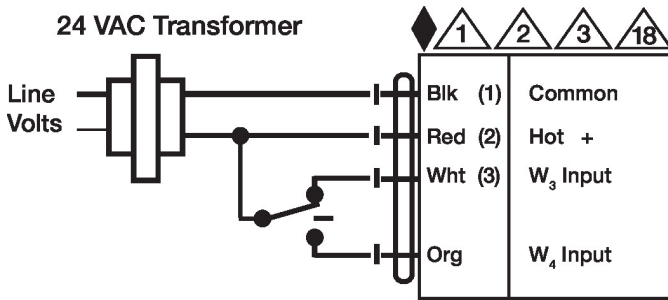 24 VAC Transformer
1 2 3 18
Line
Volts
Blk (1) Common
Red (2) Hot +
Wht (3) W₃ Input
Org W₄ Input